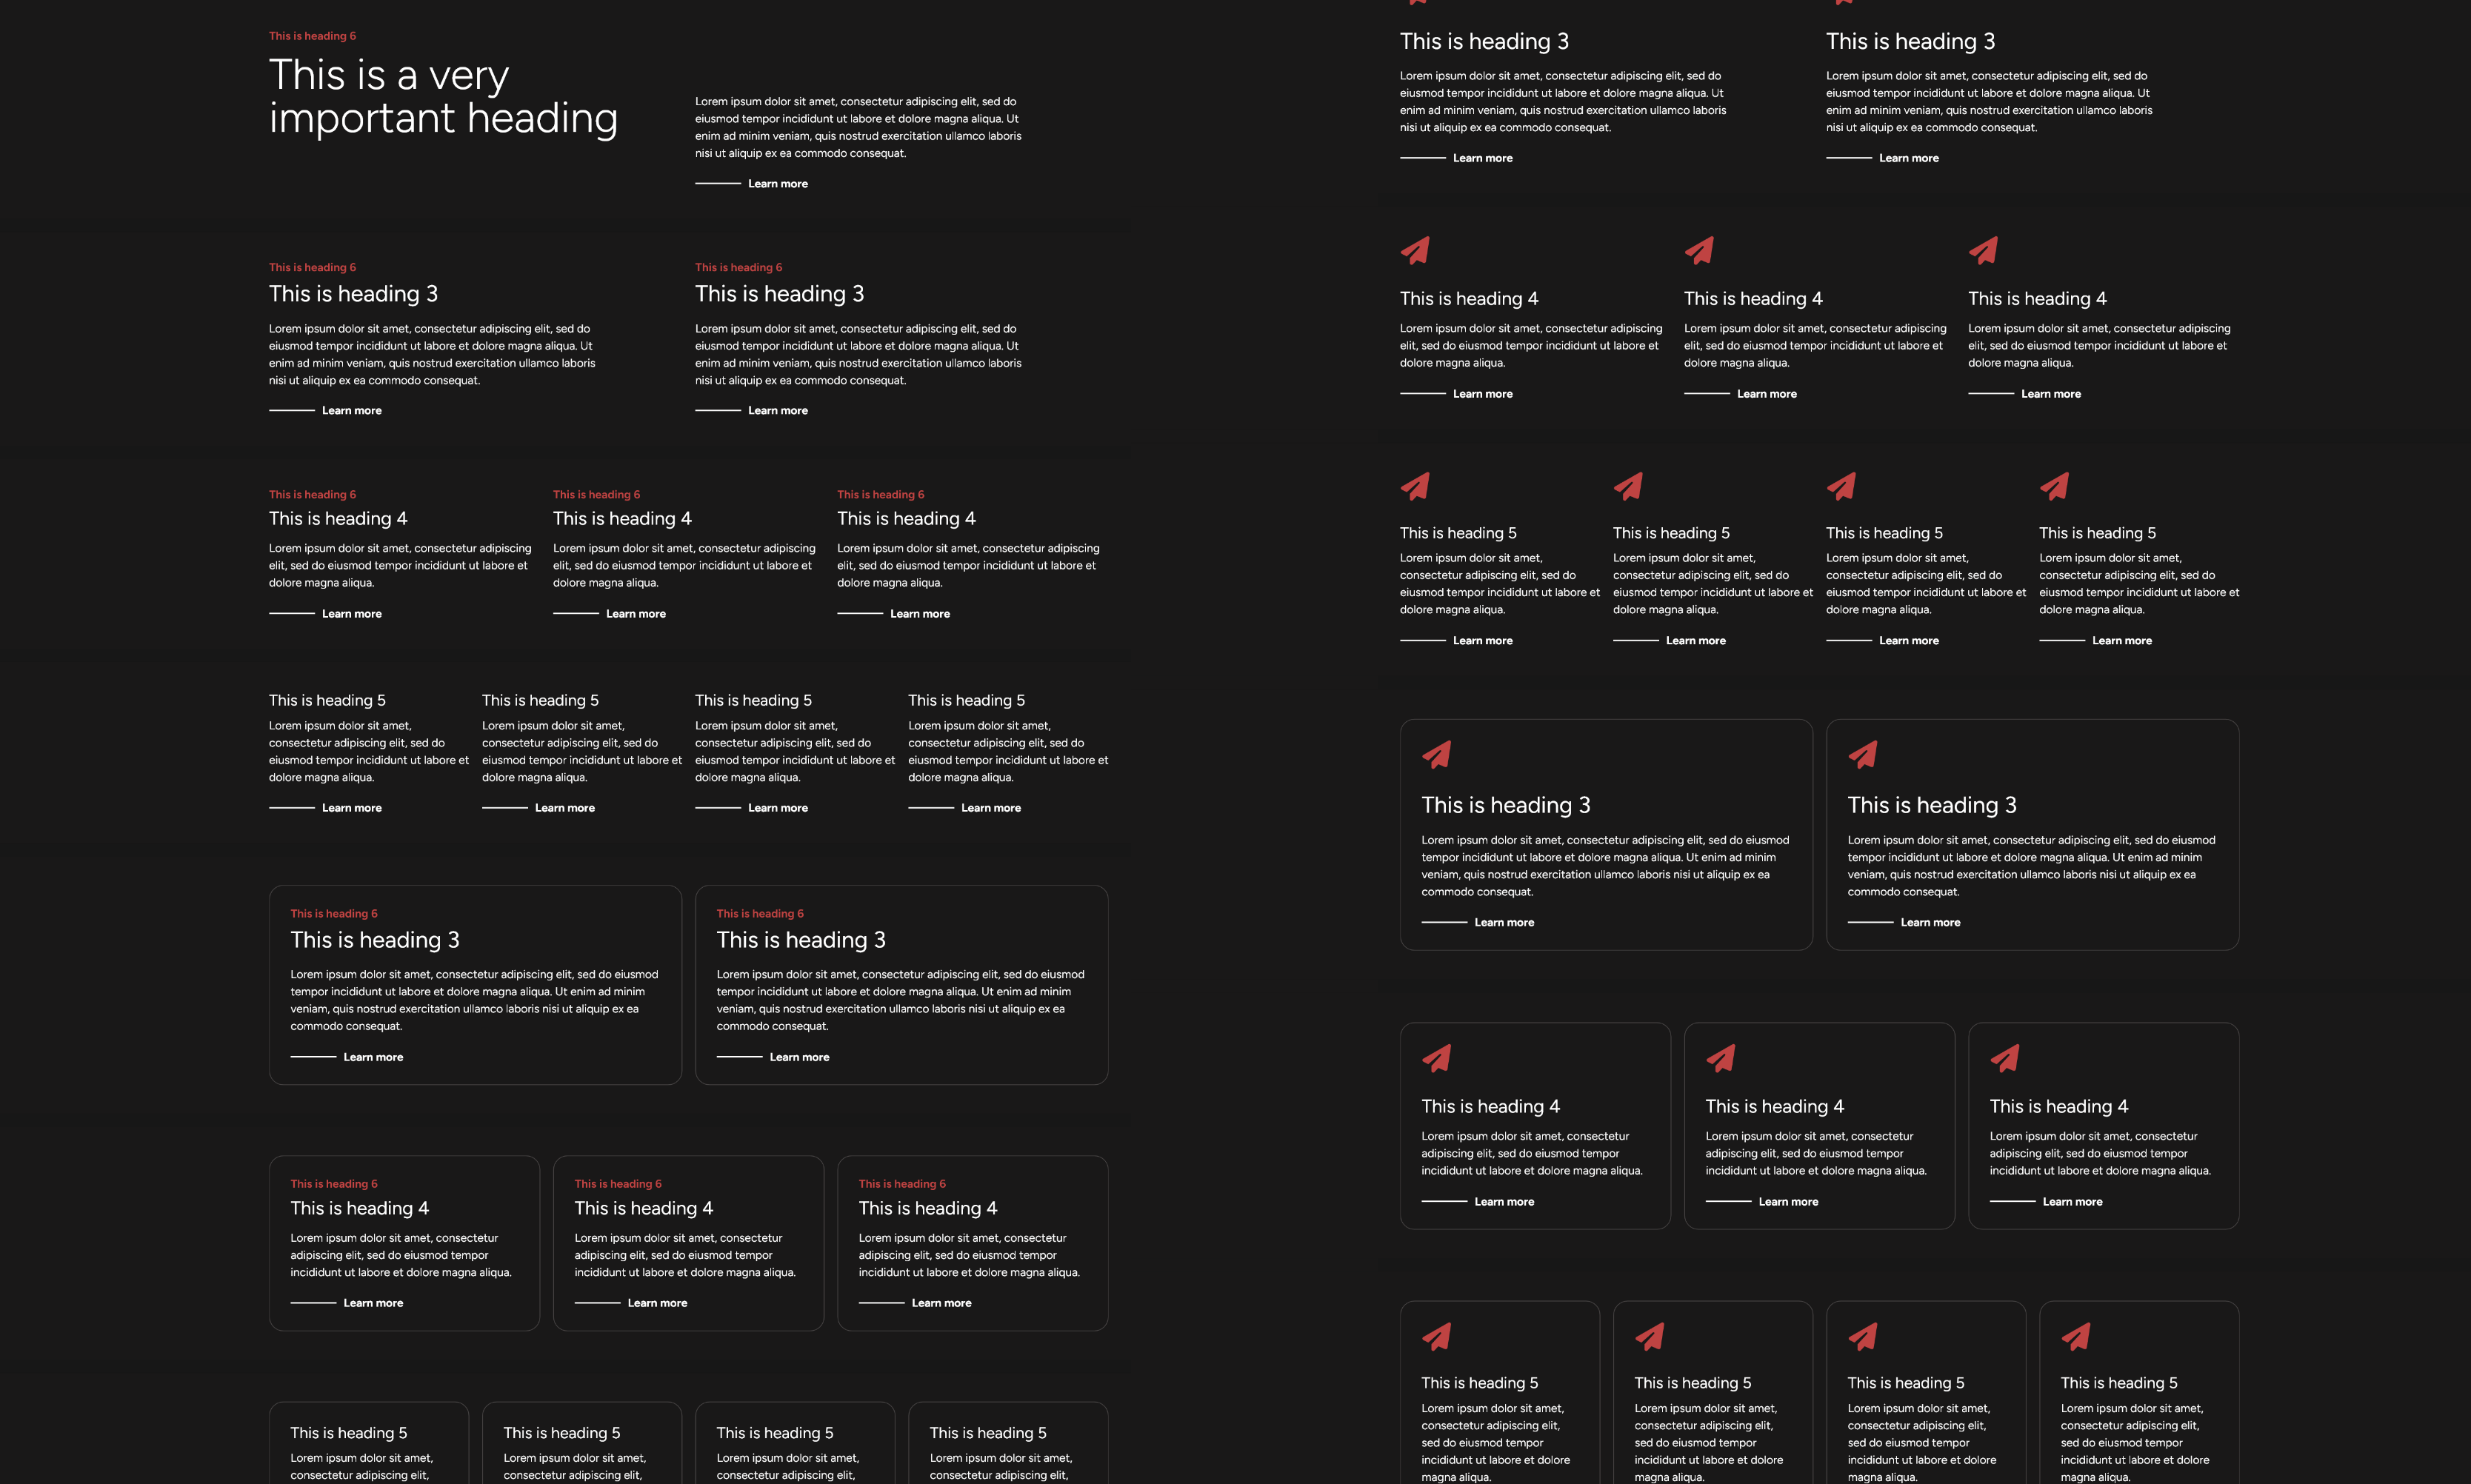 This is heading 6
This is a very
important heading
Lorem ipsum dolor sit amet, consectetur adipiscing elit, sed do
eiusmod tempor incididunt ut labore et dolore magna aliqua. Ut
enim ad minim veniam, quis nostrud exercitation ullamco laboris
nisi ut aliquip ex ea commodo consequat.
Learn more
This is heading 6
This is heading 3
Lorem ipsum dolor sit amet, consectetur adipiscing elit, sed do
eiusmod tempor incididunt ut labore et dolore magna aliqua. Ut
enim ad minim veniam, quis nostrud exercitation ullamco laboris
nisi ut aliquip ex ea commodo consequat.
Learn more
This is heading 6
This is heading 3
Lorem ipsum dolor sit amet, consectetur adipiscing elit, sed do
eiusmod tempor incididunt ut labore et dolore magna aliqua. Ut
enim ad minim veniam, quis nostrud exercitation ullamco laboris
nisi ut aliquip ex ea commodo consequat.
Learn more
This is heading 6
This is heading 4
Lorem ipsum dolor sit amet, consectetur adipiscing
elit, sed do eiusmod tempor incididunt ut labore et
dolore magna aliqua.
Learn more
This is heading 6
This is heading 4
Lorem ipsum dolor sit amet, consectetur adipiscing
elit, sed do eiusmod tempor incididunt ut labore et
dolore magna aliqua.
Learn more
This is heading 6
This is heading 4
Lorem ipsum dolor sit amet, consectetur adipiscing
elit, sed do eiusmod tempor incididunt ut labore et
dolore magna aliqua.
Learn more
This is heading 5
Lorem ipsum dolor sit amet,
consectetur adipiscing elit, sed do
eiusmod tempor incididunt ut labore et
dolore magna aliqua.
Learn more
This is heading 5
Lorem ipsum dolor sit amet,
consectetur adipiscing elit, sed do
eiusmod tempor incididunt ut labore et
dolore magna aliqua.
Learn more
This is heading 5
Lorem ipsum dolor sit amet,
consectetur adipiscing elit, sed do
eiusmod tempor incididunt ut labore et
dolore magna aliqua.
Learn more
This is heading 5
Lorem ipsum dolor sit amet,
consectetur adipiscing elit, sed do
eiusmod tempor incididunt ut labore et
dolore magna aliqua.
Learn more
This is heading 6
This is heading 3
Lorem ipsum dolor sit amet, consectetur adipiscing elit, sed do eiusmod
tempor incididunt ut labore et dolore magna aliqua. Ut enim ad minim
veniam, quis nostrud exercitation ullamco laboris nisi ut aliquip ex ea
commodo consequat.
Learn more
This is heading 6
This is heading 3
Lorem ipsum dolor sit amet, consectetur adipiscing elit, sed do eiusmod
tempor incididunt ut labore et dolore magna aliqua. Ut enim ad minim
veniam, quis nostrud exercitation ullamco laboris nisi ut aliquip ex ea
commodo consequat.
Learn more
This is heading 6
This is heading 4
Lorem ipsum dolor sit amet, consectetur
adipiscing elit, sed do eiusmod tempor
incididunt ut labore et dolore magna aliqua.
Learn more
This is heading 6
This is heading 4
Lorem ipsum dolor sit amet, consectetur
adipiscing elit, sed do eiusmod tempor
incididunt ut labore et dolore magna aliqua.
Learn more
This is heading 6
This is heading 4
Lorem ipsum dolor sit amet, consectetur
adipiscing elit, sed do eiusmod tempor
incididunt ut labore et dolore magna aliqua.
Learn more
This is heading 5
Lorem ipsum dolor sit amet,
consectetur adipiscing elit,
This is heading 5
Lorem ipsum dolor sit amet,
consectetur adipiscing elit,
This is heading 5
Lorem ipsum dolor sit amet,
consectetur adipiscing elit,
This is heading 5
Lorem ipsum dolor sit amet,
consectetur adipiscing elit,
This is heading 3
Lorem ipsum dolor sit amet, consectetur adipiscing elit, sed do
eiusmod tempor incididunt ut labore et dolore magna aliqua. Ut
enim ad minim veniam, quis nostrud exercitation ullamco laboris
nisi ut aliquip ex ea commodo consequat.
Learn more
This is heading 3
Lorem ipsum dolor sit amet, consectetur adipiscing elit, sed do
eiusmod tempor incididunt ut labore et dolore magna aliqua. Ut
enim ad minim veniam, quis nostrud exercitation ullamco laboris
nisi ut aliquip ex ea commodo consequat.
Learn more
This is heading 4
Lorem ipsum dolor sit amet, consectetur adipiscing
elit, sed do eiusmod tempor incididunt ut labore et
dolore magna aliqua.
Learn more
This is heading 4
Lorem ipsum dolor sit amet, consectetur adipiscing
elit, sed do eiusmod tempor incididunt ut labore et
dolore magna aliqua.
Learn more
This is heading 4
Lorem ipsum dolor sit amet, consectetur adipiscing
elit, sed do eiusmod tempor incididunt ut labore et
dolore magna aliqua.
Learn more
This is heading 5
Lorem ipsum dolor sit amet,
consectetur adipiscing elit, sed do
eiusmod tempor incididunt ut labore et
dolore magna aliqua.
Learn more
This is heading 5
Lorem ipsum dolor sit amet,
consectetur adipiscing elit, sed do
eiusmod tempor incididunt ut labore et
dolore magna aliqua.
Learn more
This is heading 5
Lorem ipsum dolor sit amet,
consectetur adipiscing elit, sed do
eiusmod tempor incididunt ut labore et
dolore magna aliqua.
Learn more
This is heading 5
Lorem ipsum dolor sit amet,
consectetur adipiscing elit, sed do
eiusmod tempor incididunt ut labore et
dolore magna aliqua.
Learn more
This is heading 3
Lorem ipsum dolor sit amet, consectetur adipiscing elit, sed do eiusmod
tempor incididunt ut labore et dolore magna aliqua. Ut enim ad minim
veniam, quis nostrud exercitation ullamco laboris nisi ut aliquip ex ea
commodo consequat.
Learn more
This is heading 3
Lorem ipsum dolor sit amet, consectetur adipiscing elit, sed do eiusmod
tempor incididunt ut labore et dolore magna aliqua. Ut enim ad minim
veniam, quis nostrud exercitation ullamco laboris nisi ut aliquip ex ea
commodo consequat.
Learn more
This is heading 4
Lorem ipsum dolor sit amet, consectetur
adipiscing elit, sed do eiusmod tempor
incididunt ut labore et dolore magna aliqua.
Learn more
This is heading 4
Lorem ipsum dolor sit amet, consectetur
adipiscing elit, sed do eiusmod tempor
incididunt ut labore et dolore magna aliqua.
Learn more
This is heading 4
Lorem ipsum dolor sit amet, consectetur
adipiscing elit, sed do eiusmod tempor
incididunt ut labore et dolore magna aliqua.
Learn more
This is heading 5
Lorem ipsum dolor sit amet,
consectetur adipiscing elit,
sed do eiusmod tempor
incididunt ut labore et dolore
magna aliqua.
This is heading 5
Lorem ipsum dolor sit amet,
consectetur adipiscing elit,
sed do eiusmod tempor
incididunt ut labore et dolore
magna aliqua.
This is heading 5
Lorem ipsum dolor sit amet,
consectetur adipiscing elit,
sed do eiusmod tempor
incididunt ut labore et dolore
magna aliqua.
This is heading 5
Lorem ipsum dolor sit amet,
consectetur adipiscing elit,
sed do eiusmod tempor
incididunt ut labore et dolore
magna aliqua.